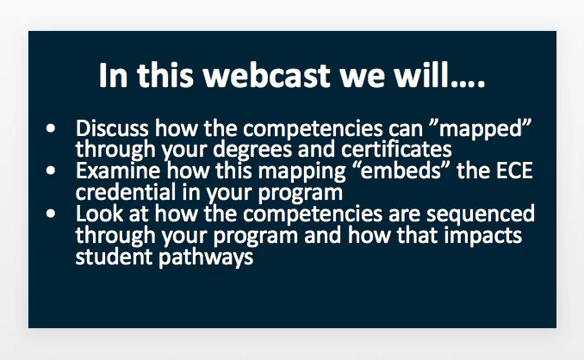 In this webcast we will….
• Discuss how the competencies can ”mapped”
through your degrees and certificates
• Examine how this mapping “embeds” the ECE
credential in your program
• Look at how the competencies are sequenced
through your program and how that impacts
student pathways